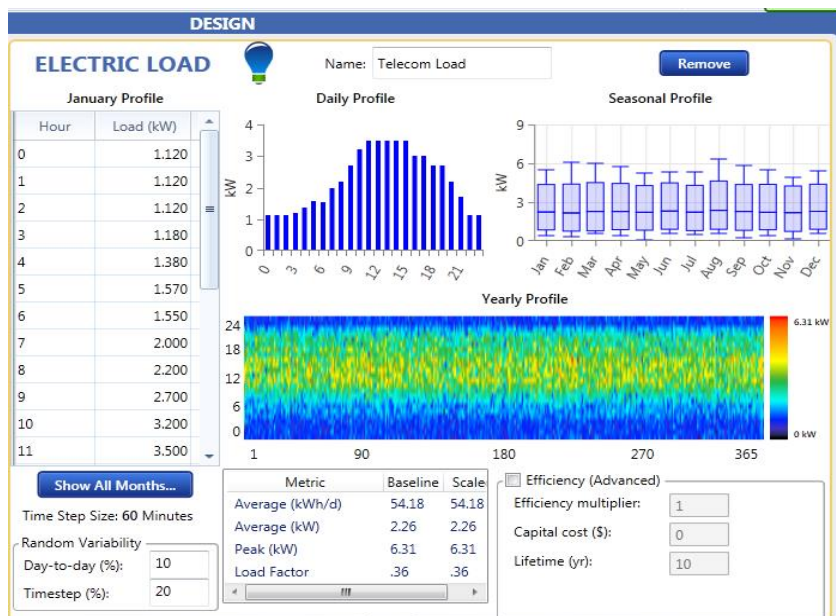 DESIGN
ELECTRIC LOAD
Name: Telecom Load
Remove
January Profile
Hour Load (kW)
0 1.120
1 1.120
2 1.120
3 1.180
4 1.380
5 1.570
6 1.550
7 2.000
8 2.200
9 2.700
10 3.200
11 3.500
Show All Months...
Time Step Size: 60 Minutes
Random Variability
Day-to-day (%): 10
Timestep (%): 20
Daily Profile
4
3
2
1
0
kW
0 3 6 9 12 15 18 21
Seasonal Profile
9
6
3
0
kW
Jan Feb Mar Apr May Jun Jul Aug Sep Oct Nov Dec
Yearly Profile
24
18
12
6
0
1 90 180 270 365
6.31 kW
0 kW
Metric Baseline Scale
Average (kWh/d) 54.18 54.18
Average (kW) 2.26 2.26
Peak (kW) 6.31 6.31
Load Factor .36 .36
Efficiency (Advanced)
Efficiency multiplier: 1
Capital cost ($): 0
Lifetime (yr): 10